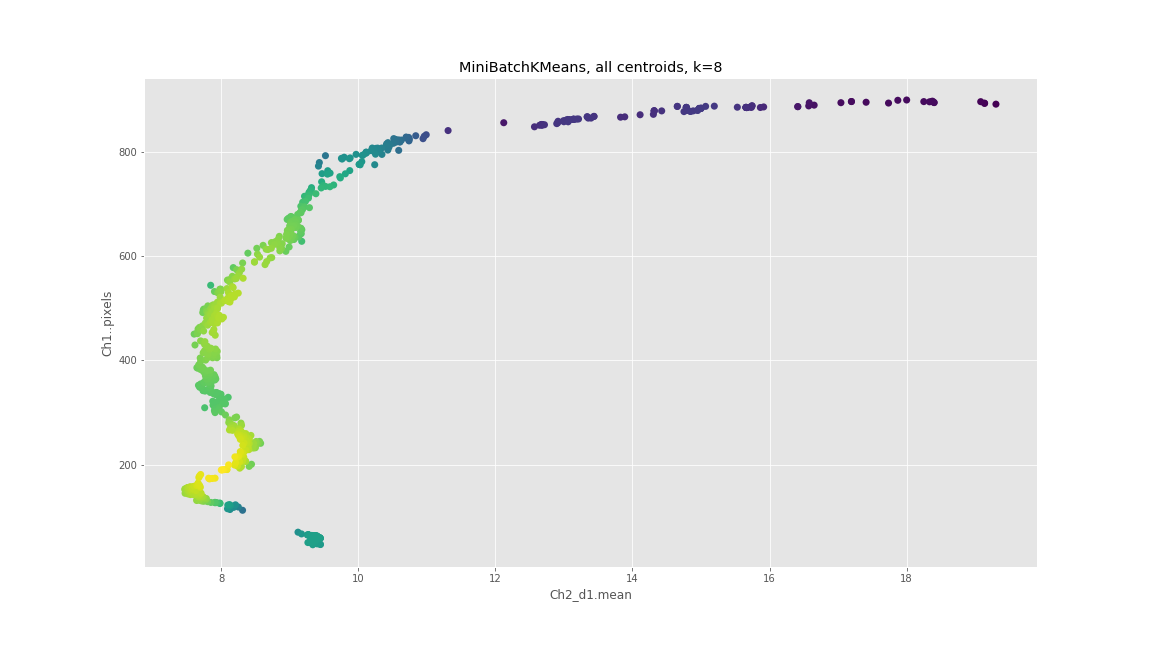 MiniBatchKMeans, all centroids, k=8
800
600
400
200
Ch1..pixels
8 10 12 14 16 18
Ch2_d1.mean